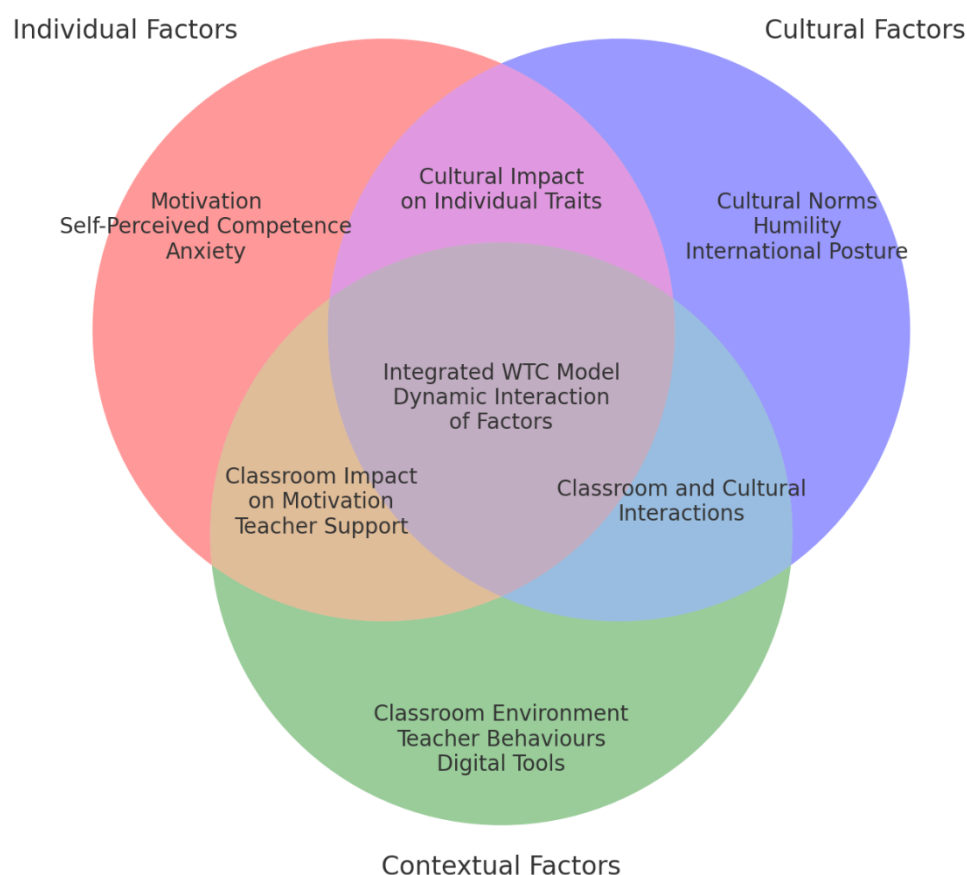 Individual Factors
Cultural Factors
Cultural Impact
on Individual Traits
Motivation
Self-Perceived Competence
Anxiety
Cultural Norms
Humility
International Posture
Integrated WTC Model
Dynamic Interaction
of Factors
Classroom Impact
on Motivation
Teacher Support
Classroom and Cultural
Interactions
Classroom Environment
Teacher Behaviours
Digital Tools
Contextual Factors